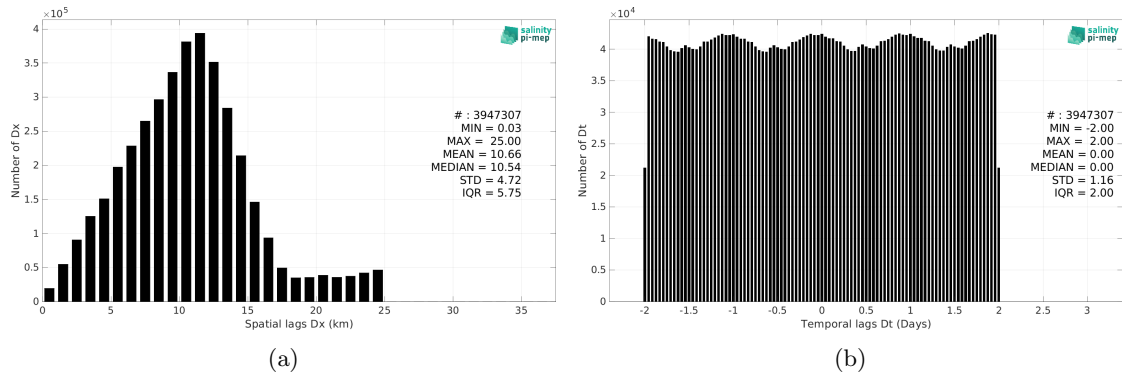 ×10⁵
4
3.5
3
2.5
2
1.5
1
0.5
0
Number of Dx
0 5 10 15 20 25 30 35
Spatial lags Dx (km)
salinity
pi-mep
# : 3947307
MIN = 0.03
MAX = 25.00
MEAN = 10.66
MEDIAN = 10.54
STD = 4.72
IQR = 5.75
(a)
×10⁴
4
3.5
3
2.5
2
1.5
1
0.5
0
Number of Dt
-2 -1.5 -1 -0.5 0 0.5 1 1.5 2 2.5 3
Temporal lags Dt (Days)
salinity
pi-mep
# : 3947307
MIN = -2.00
MAX = 2.00
MEAN = 0.00
MEDIAN = 0.00
STD = 1.16
IQR = 2.00
(b)